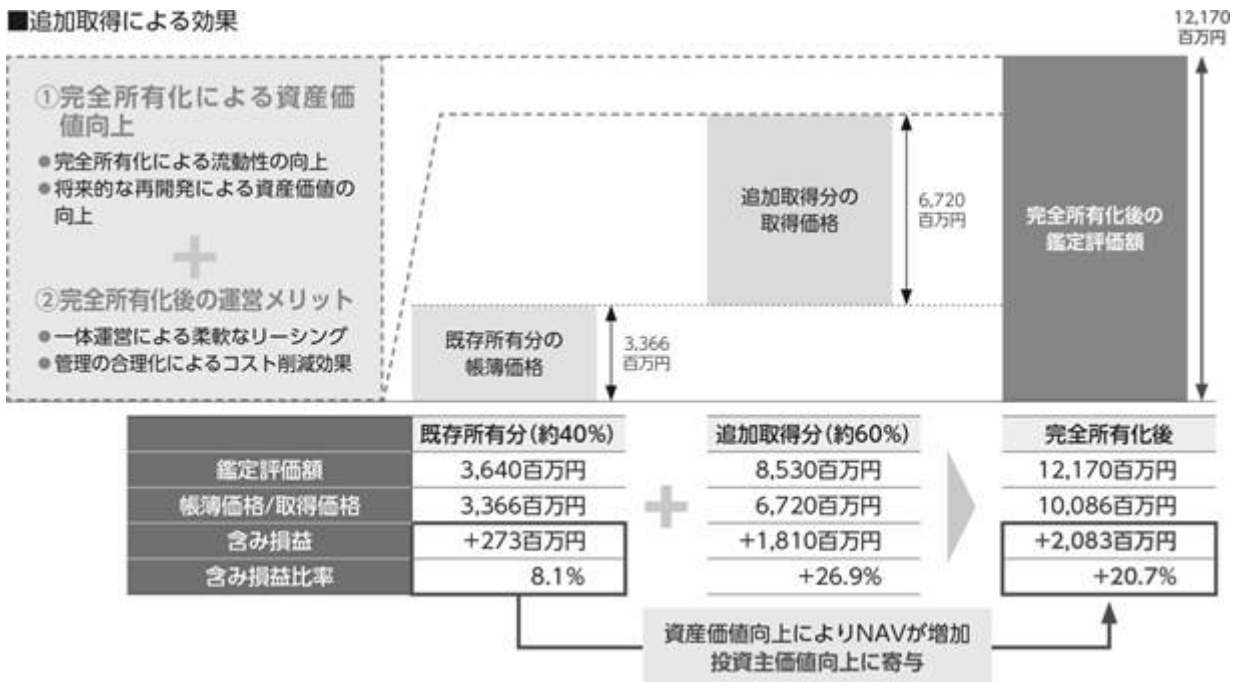 ■追加取得による効果
12,170
百万円
①完全所有化による資産価
値向上
●完全所有化による流動性の向上
●将来的な再開発による資産価値の
向上
+
②完全所有化後の運営メリット
●一体運営による柔軟なリーシング
●管理の合理化によるコスト削減効果
既存所有分の
帳簿価格
3,366
百万円
追加取得分の
取得価格
6,720
百万円
完全所有化後の
鑑定評価額
既存所有分(約40%) 追加取得分(約60%) 完全所有化後
鑑定評価額 3,640百万円 8,530百万円 12,170百万円
帳簿価格/取得価格 3,366百万円 + 6,720百万円 10,086百万円
含み損益 +273百万円 +1,810百万円 +2,083百万円
含み損益比率 8.1% +26.9% +20.7%
資産価値向上によりNAVが増加
投資主価値向上に寄与